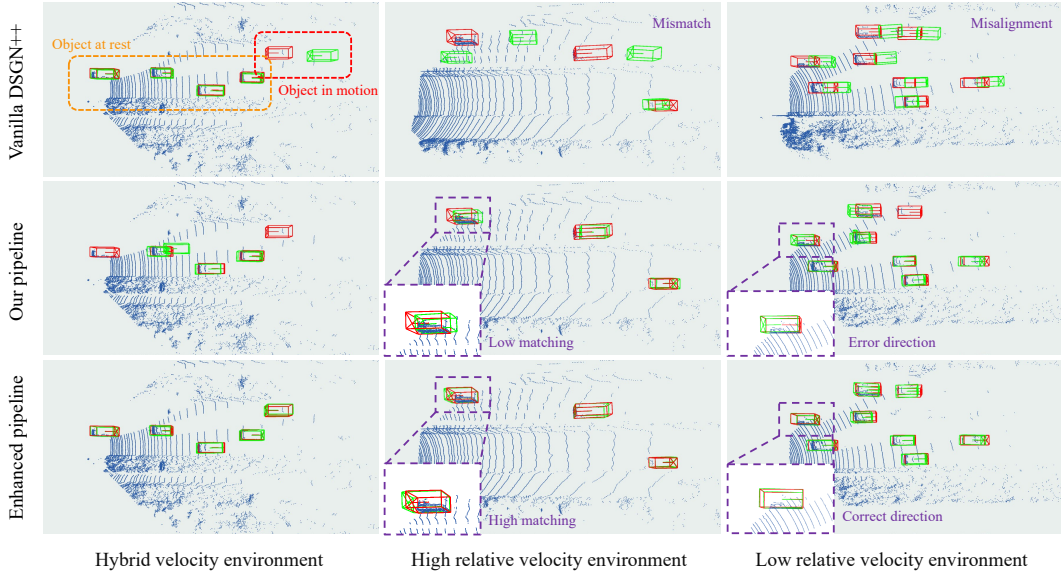 Vanilla DSGN++
Object at rest
Object in motion
Mismatch
Misalignment
Our pipeline
Low matching
Error direction
Enhanced pipeline
High matching
Correct direction
Hybrid velocity environment
High relative velocity environment
Low relative velocity environment